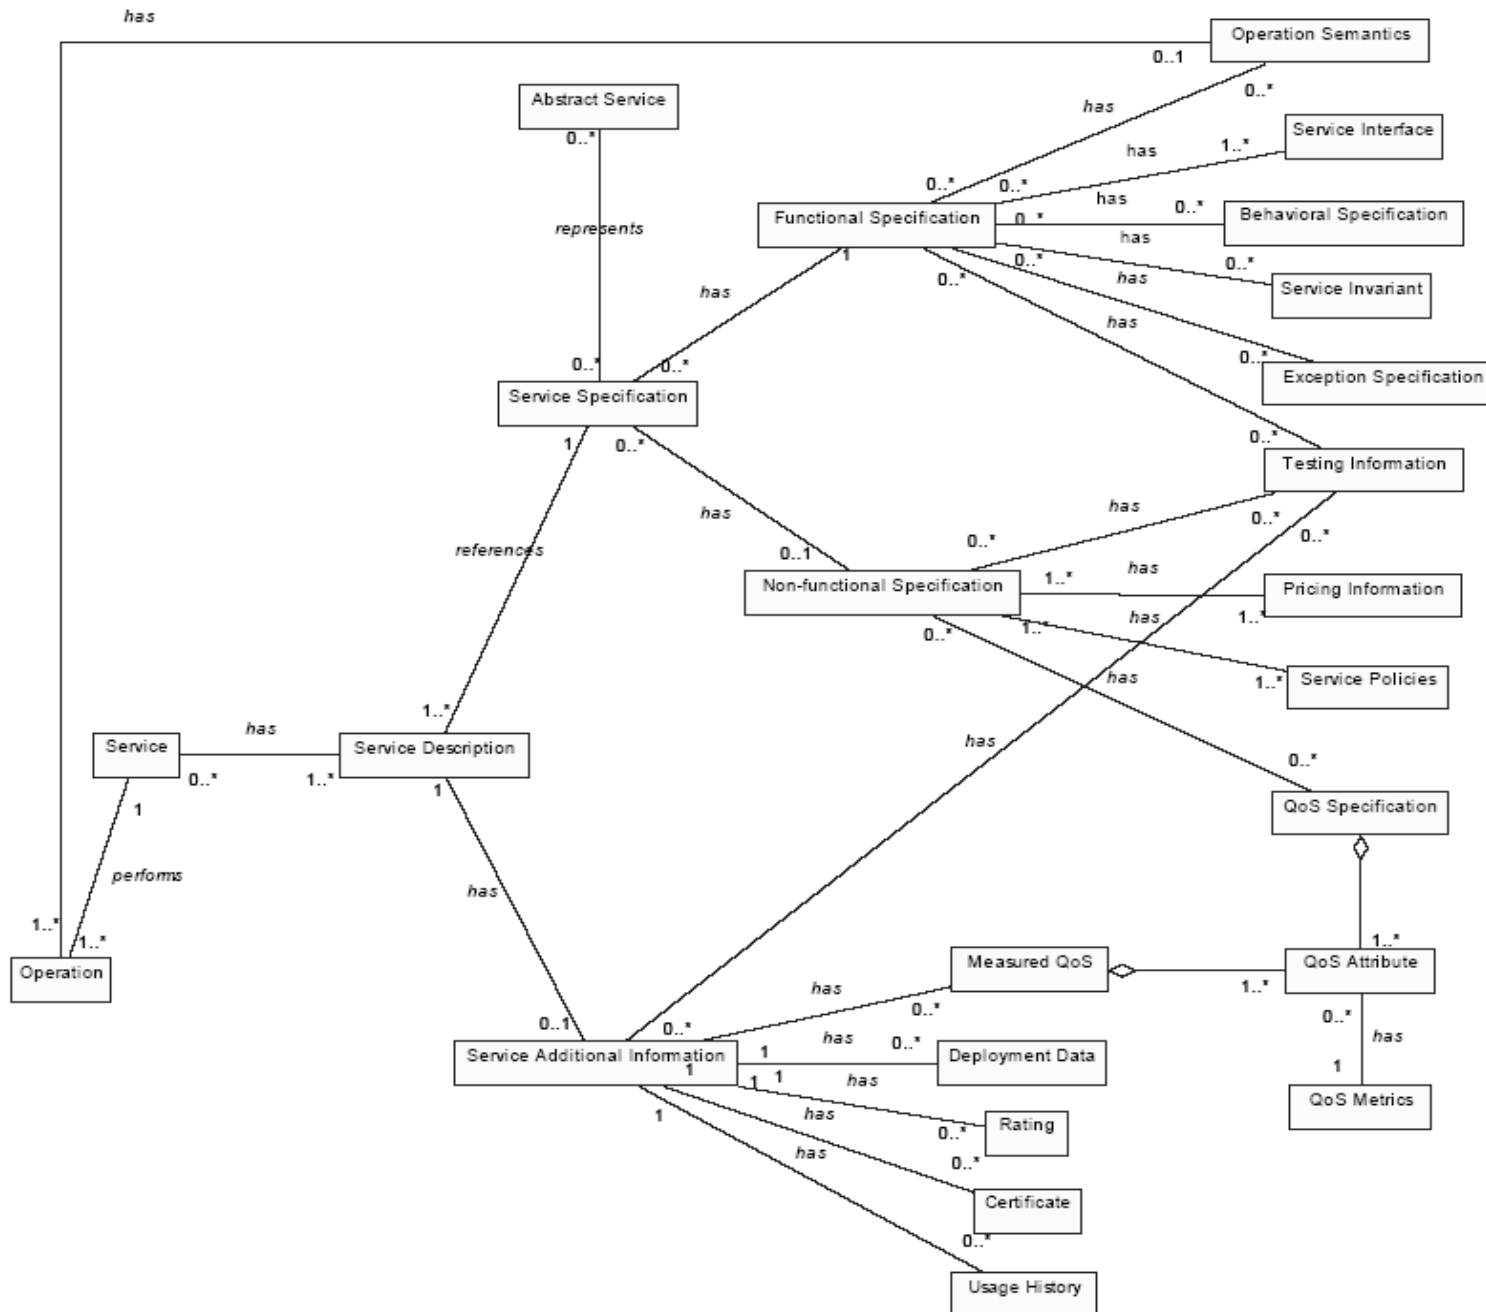 has
Operation Semantics
0..1
0..*
Abstract Service
0..*
has
Service Interface
1..*
has
0..*
0..*
Functional Specification
has
0..*
0..*
Behavioral Specification
represents
1
has
0..*
0..*
0..*
Service Invariant
has
has
has
0..*
0..*
0..*
Exception Specification
Service Specification
1
0..*
0..*
Testing Information
has
has
0..*
0..*
0..*
references
0..1
Non-functional Specification
1..*
has
Pricing Information
1..*
has
0..*
1..*
Service Policies
has
1..*
1..*
Service
has
Service Description
has
0..*
0..*
1..*
1
1
QoS Specification
performs
has
1..*
1..*
1..*
Operation
Measured QoS
QoS Attribute
has
1..*
0..*
0..1
0..*
0..*
has
has
0..*
Service Additional Information
1
1
Deployment Data
1
1
has
1
QoS Metrics
1
has
0..*
Rating
has
0..*
Certificate
0..*
Usage History